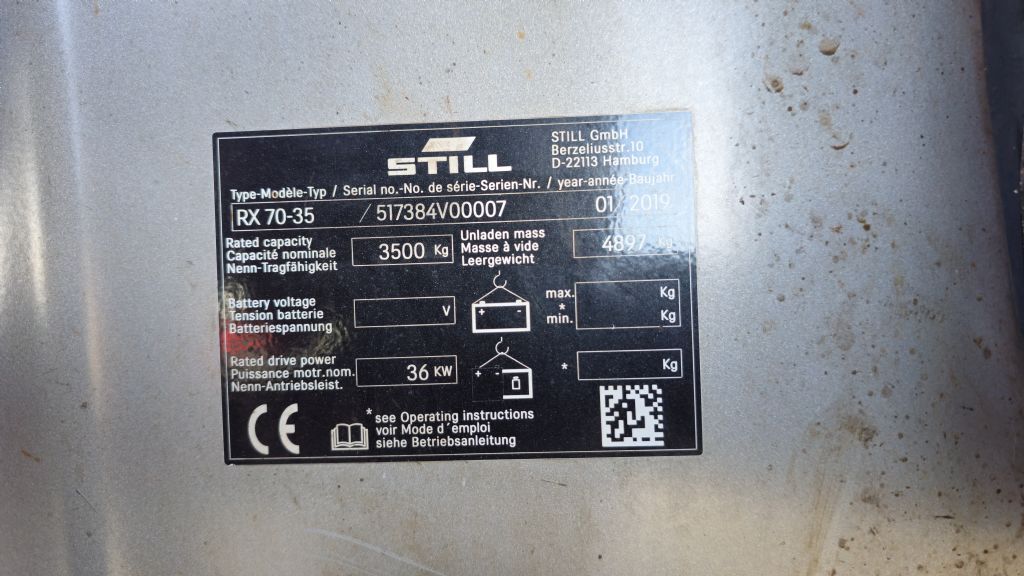 STILL
STILL GmbH
Berzeliusstr.10
D-22113 Hamburg
Type-Modèle-Typ / Serial no.-No. de série-Serien-Nr. / year-année-Baujahr
RX 70-35 / 517384V00007 01/2019
Rated capacity
Capacité nominale
Nenn-Tragfähigkeit
3500 Kg
Unladen mass
Masse à vide
Leergewicht
4897 Kg
Battery voltage
Tension batterie
Batteriespannung
V
+ -
max. Kg
*
min. Kg
Rated drive power
Puissance motr.nom.
Nenn-Antriebsleist.
36 KW
+
* Kg
CE
* see Operating instructions
voir Mode d´emploi
siehe Betriebsanleitung